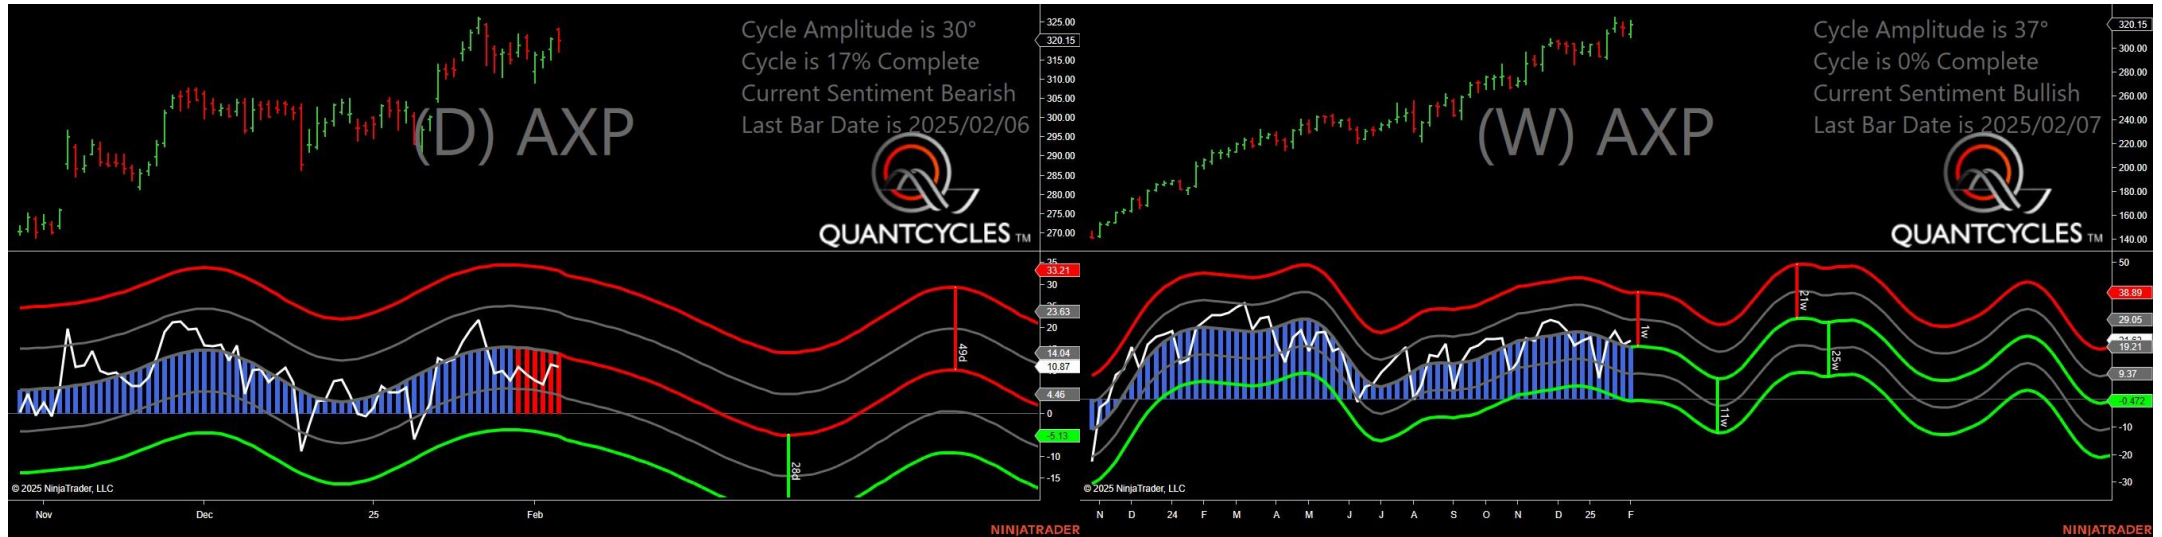 Cycle Amplitude is 30°
Cycle is 17% Complete
Current Sentiment Bearish
Last Bar Date is 2025/02/06
(D) AXP
QUANTCYCLES TM
325.00
320.15
315.00
310.00
305.00
300.00
295.00
290.00
285.00
280.00
275.00
270.00
35
33.21
30
23.63
20
14.04
10.87
4.46
0
-5.13
-10
-15
49d
28d
© 2025 NinjaTrader, LLC
Nov Dec 25 Feb
NINJATRADER
Cycle Amplitude is 37°
Cycle is 0% Complete
Current Sentiment Bullish
Last Bar Date is 2025/02/07
(W) AXP
QUANTCYCLES TM
320.15
300.00
280.00
260.00
240.00
220.00
200.00
180.00
160.00
140.00
50
38.89
29.05
19.21
9.37
-0.472
-10
-20
-30
1w
21w
25w
11w
© 2025 NinjaTrader, LLC
N D 24 F M A M J J A S O N D 25 F
NINJATRADER